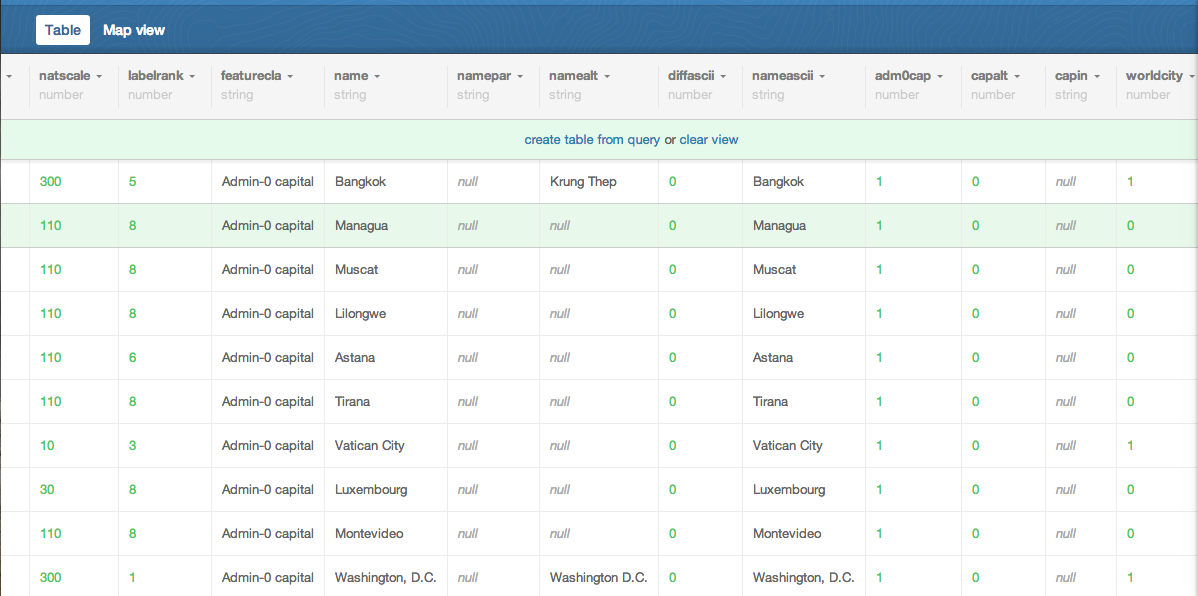 Table Map view
natscale labelrank featurecla name namepar namealt diffascii nameascii adm0cap capalt capin worldcity
number number string string string string number string number number string number
create table from query or clear view
300 5 Admin-0 capital Bangkok null Krung Thep 0 Bangkok 1 0 null 1
110 8 Admin-0 capital Managua null null 0 Managua 1 0 null 0
110 8 Admin-0 capital Muscat null null 0 Muscat 1 0 null 0
110 8 Admin-0 capital Lilongwe null null 0 Lilongwe 1 0 null 0
110 6 Admin-0 capital Astana null null 0 Astana 1 0 null 0
110 8 Admin-0 capital Tirana null null 0 Tirana 1 0 null 0
10 3 Admin-0 capital Vatican City null null 0 Vatican City 1 0 null 1
30 8 Admin-0 capital Luxembourg null null 0 Luxembourg 1 0 null 0
110 8 Admin-0 capital Montevideo null null 0 Montevideo 1 0 null 0
300 1 Admin-0 capital Washington, D.C. null Washington D.C. 0 Washington, D.C. 1 0 null 1